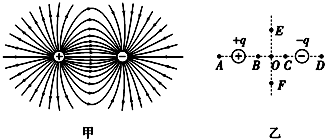 + −
甲
E
+q −q
A + B O C − D
F
乙